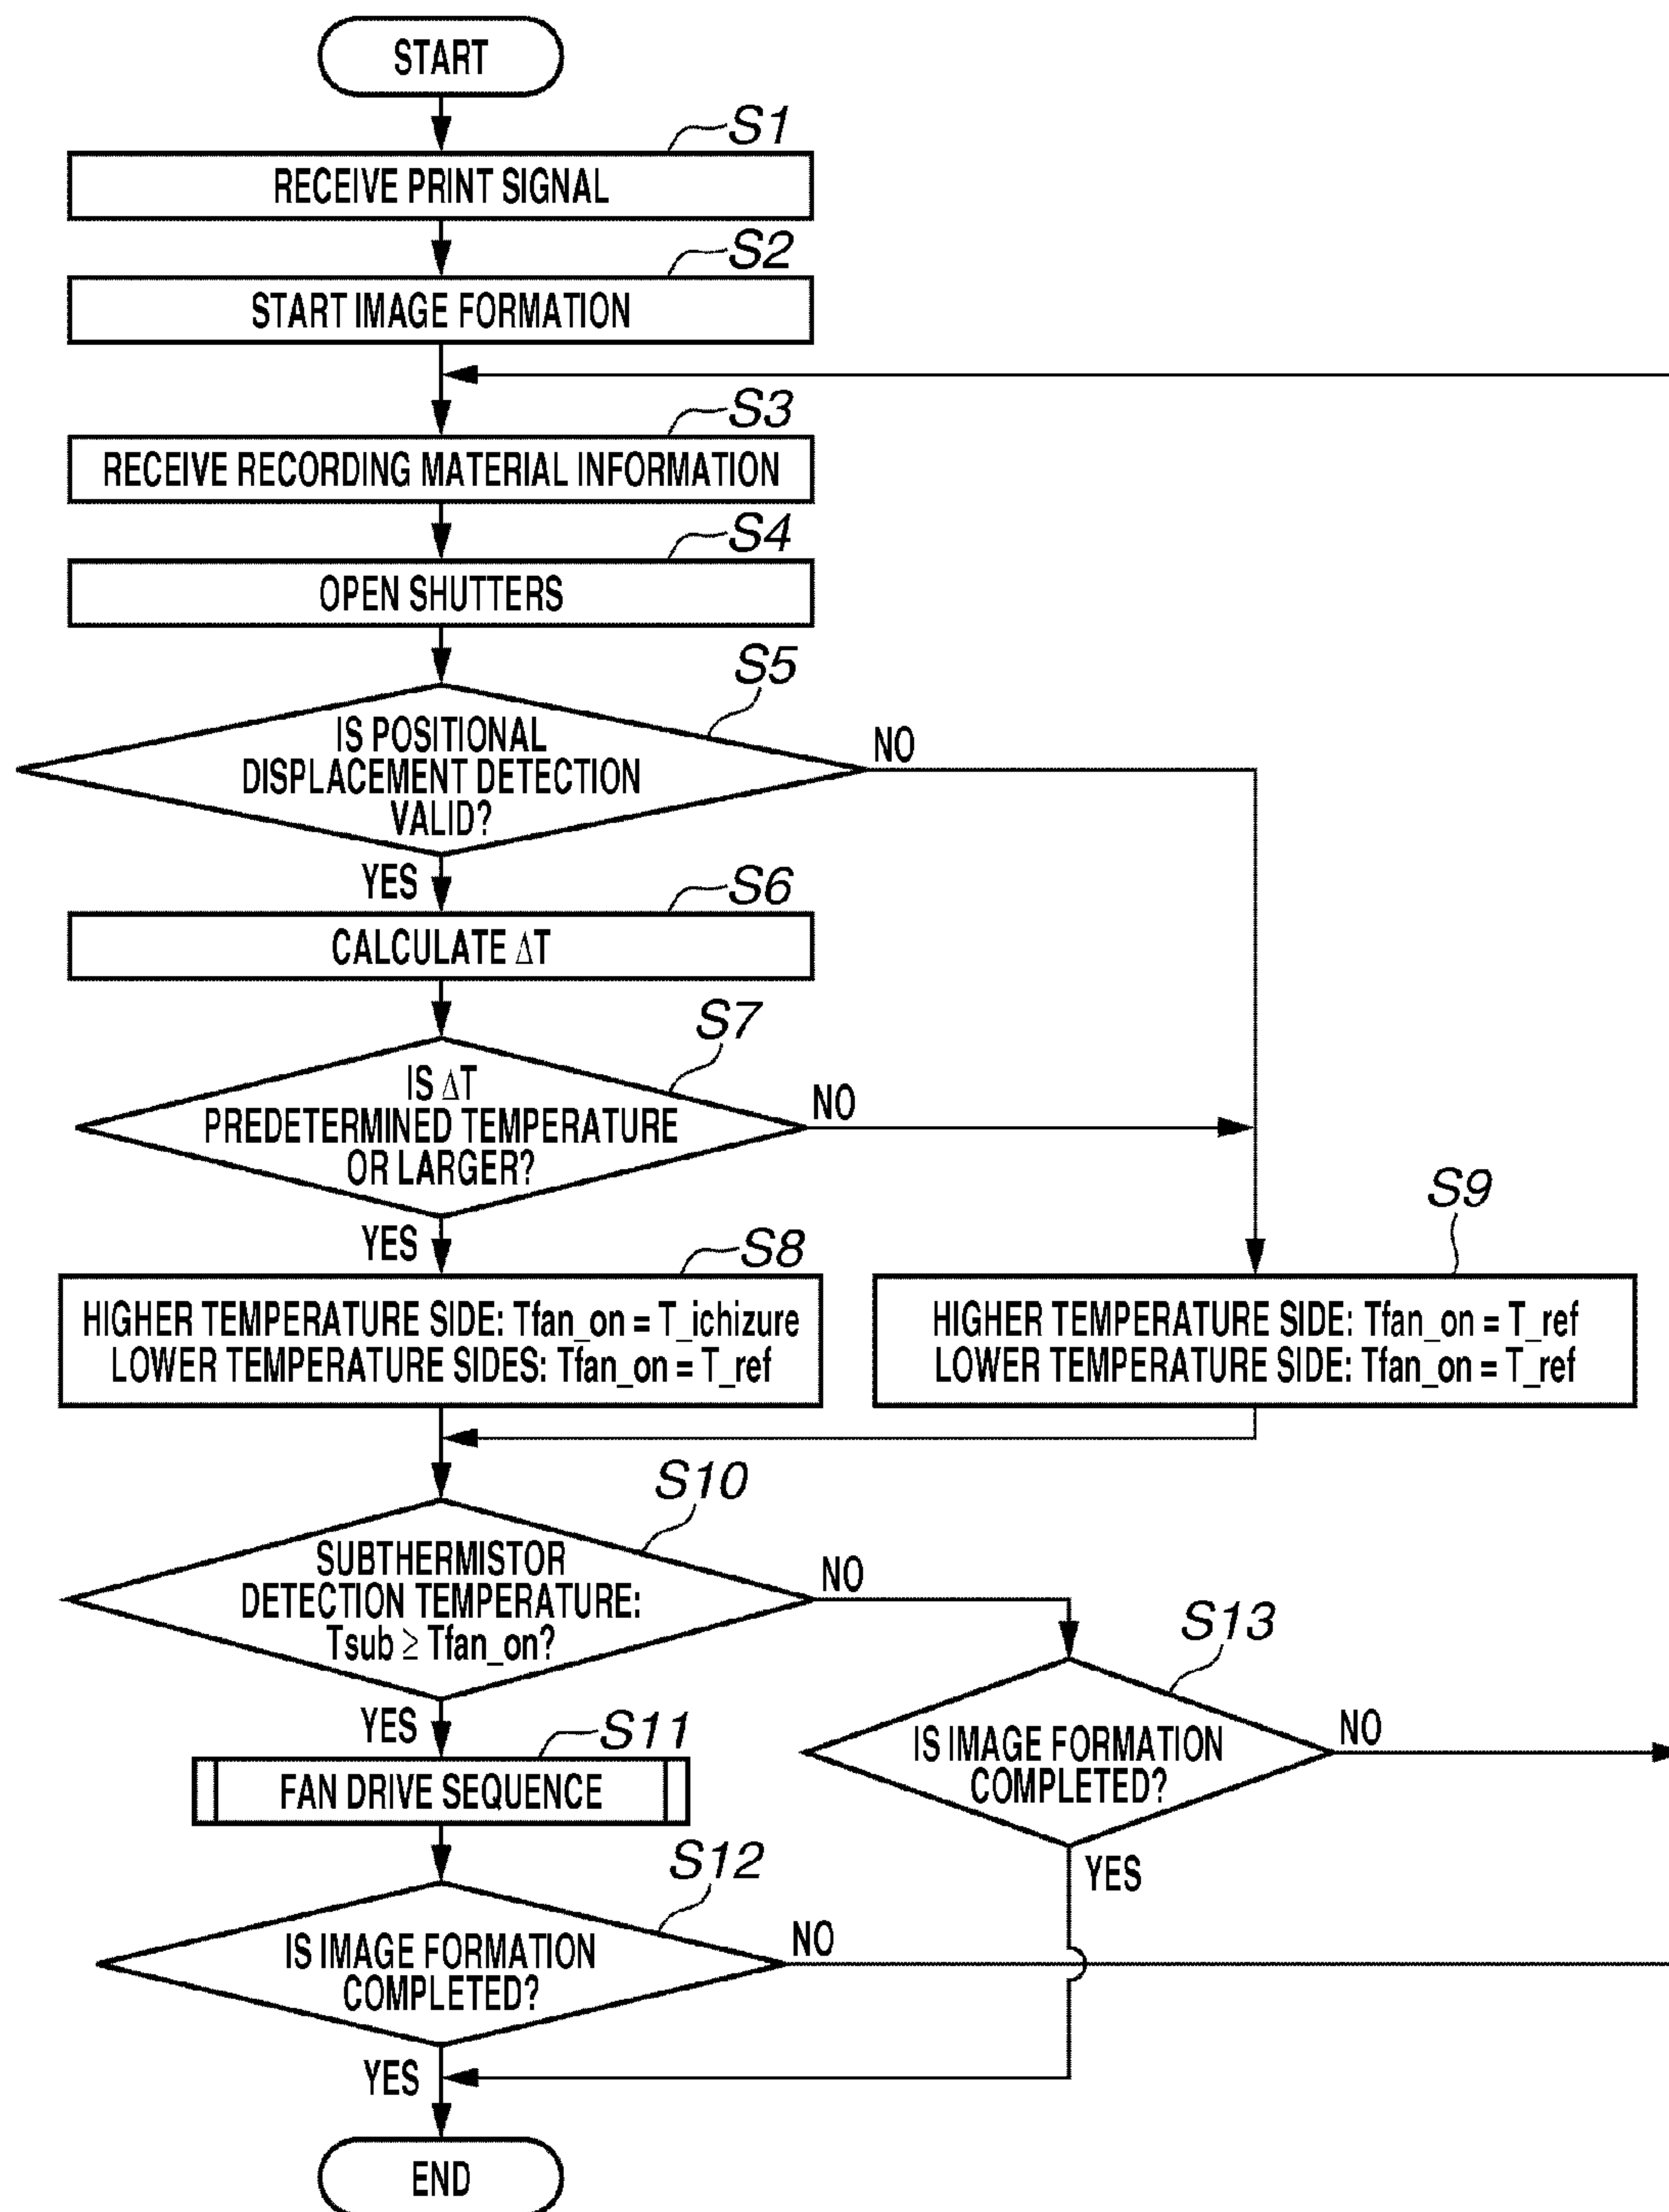 START
S1
RECEIVE PRINT SIGNAL
S2
START IMAGE FORMATION
S3
RECEIVE RECORDING MATERIAL INFORMATION
S4
OPEN SHUTTERS
S5
IS POSITIONAL
DISPLACEMENT DETECTION
VALID?
NO
YES
S6
CALCULATE ΔT
S7
IS ΔT
PREDETERMINED TEMPERATURE
OR LARGER?
NO
YES
S8
HIGHER TEMPERATURE SIDE: Tfan_on = T_ichizure
LOWER TEMPERATURE SIDES: Tfan_on = T_ref
S9
HIGHER TEMPERATURE SIDE: Tfan_on = T_ref
LOWER TEMPERATURE SIDE: Tfan_on = T_ref
S10
SUBTHERMISTOR
DETECTION TEMPERATURE:
Tsub ≥ Tfan_on?
NO
YES
S13
IS IMAGE FORMATION
COMPLETED?
NO
YES
S11
FAN DRIVE SEQUENCE
S12
IS IMAGE FORMATION
COMPLETED?
NO
YES
END